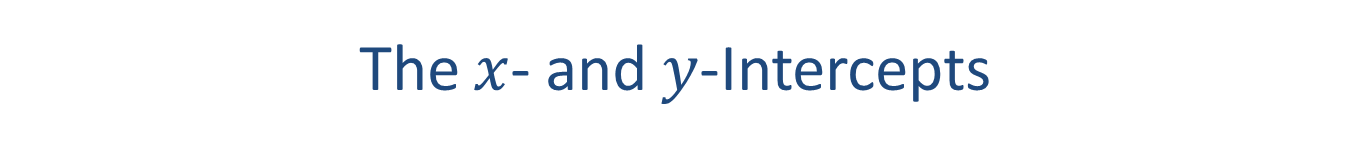 The 𝑥- and 𝑦-Intercepts